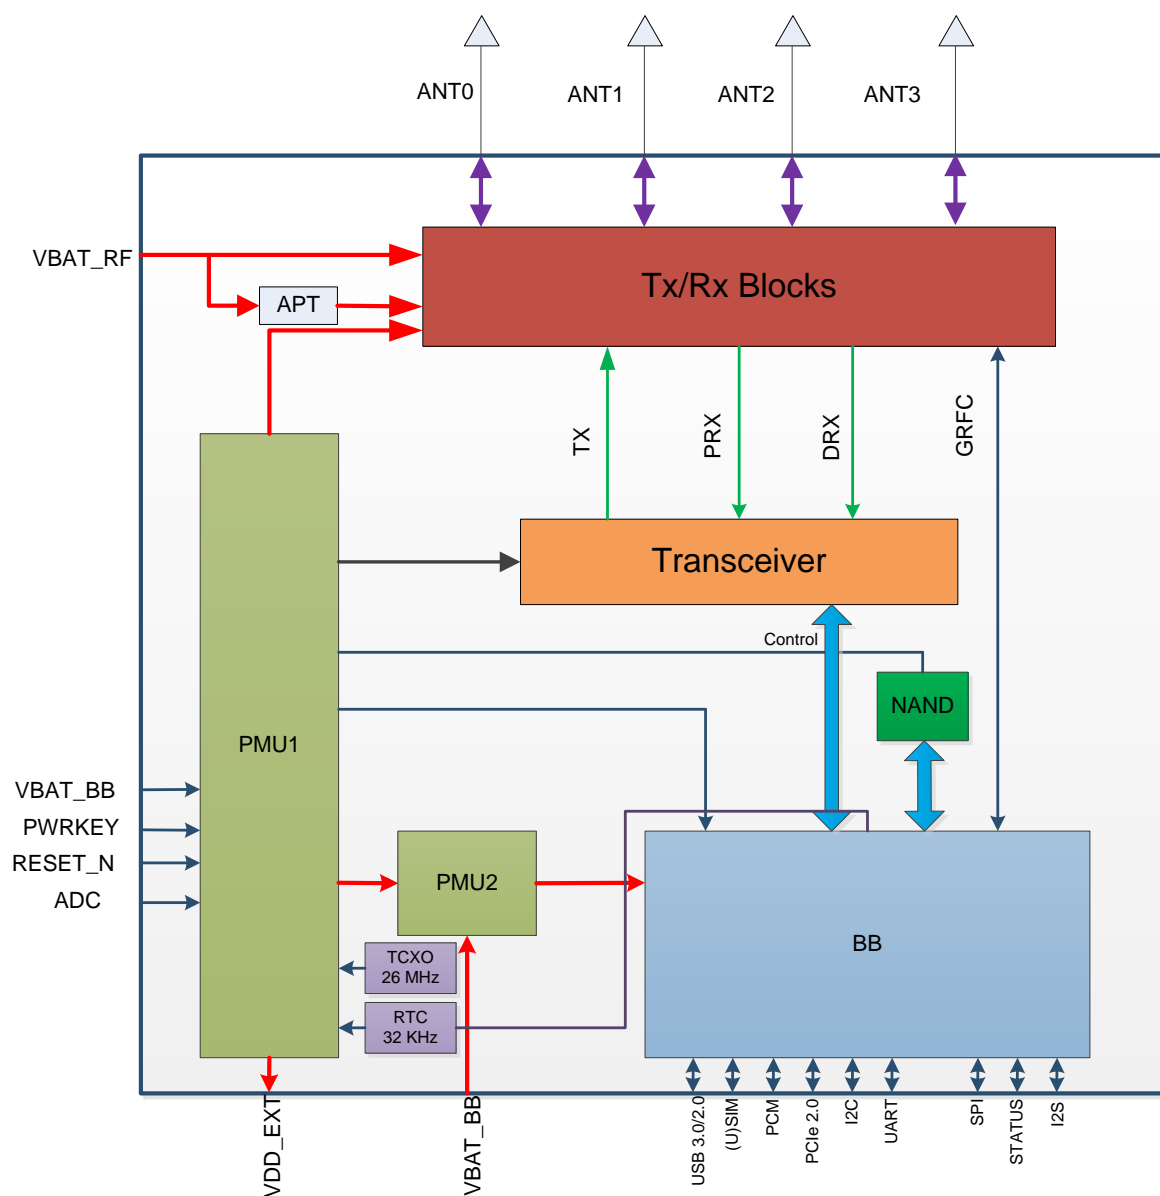 ANT0
ANT1
ANT2
ANT3
VBAT_RF
Tx/Rx Blocks
APT
TX
PRX
DRX
GRFC
Transceiver
Control
NAND
PMU1
VBAT_BB
PWRKEY
RESET_N
ADC
PMU2
BB
TCXO
26 MHz
RTC
32 KHz
VDD_EXT
VBAT_BB
USB 3.0/2.0
(U)SIM
PCM
PCIe 2.0
I2C
UART
SPI
STATUS
I2S